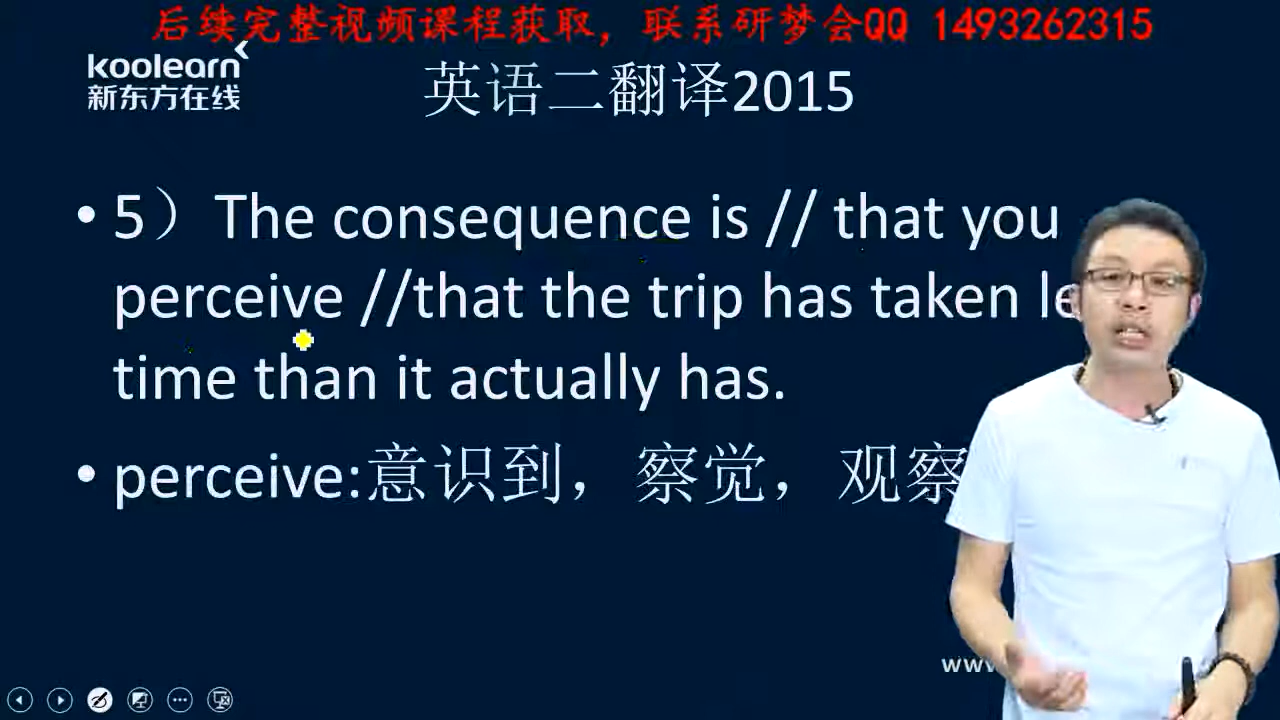 后续完整视频课程获取，联系研梦会QQ 1493262315
koolearn
新东方在线
英语二翻译2015
• 5）The consequence is // that you
perceive //that the trip has taken
time than it actually has.
• perceive:意识到，察觉，观察